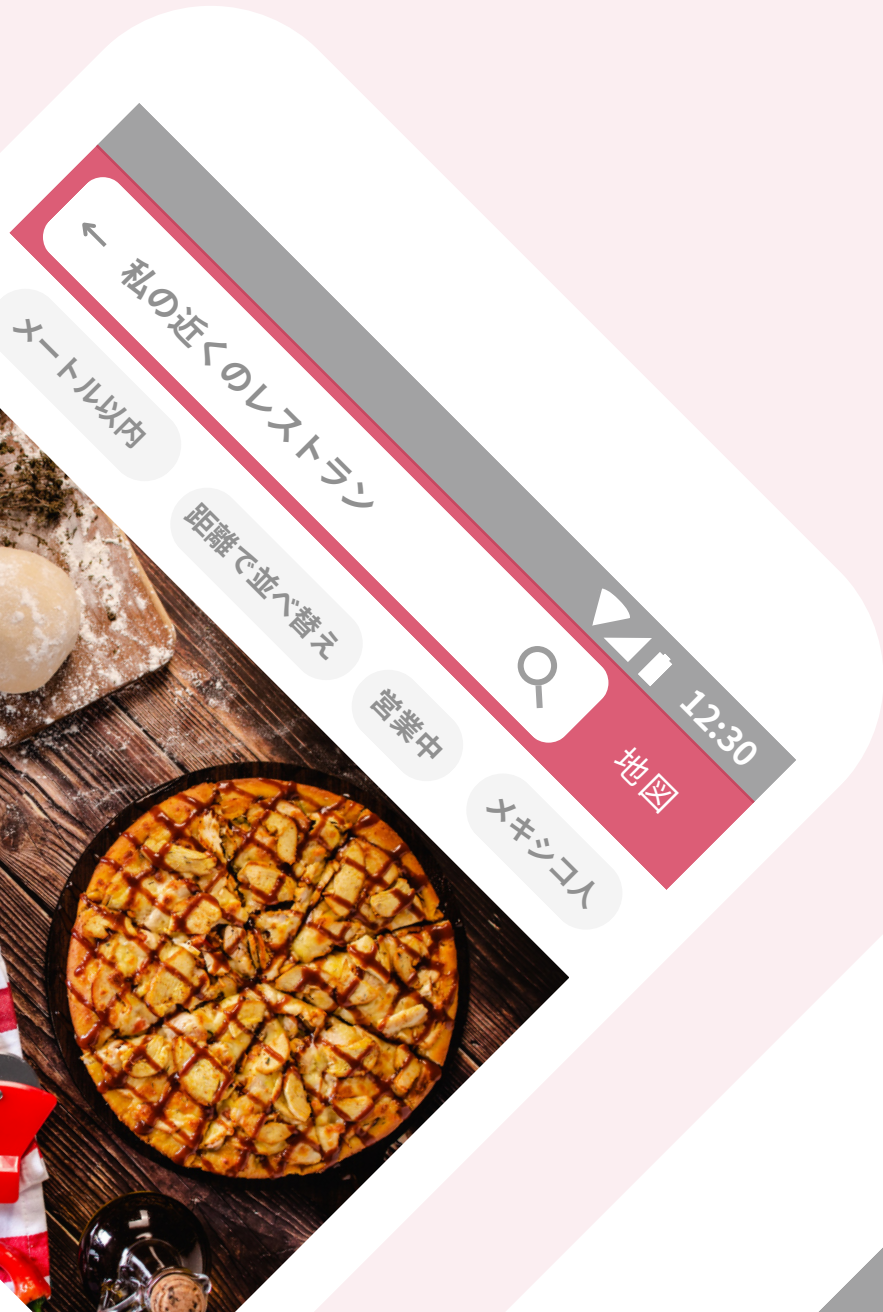 12:30
私の近くのレストラン
地図
メートル以内
距離で並べ替え
営業中
メキシコ人